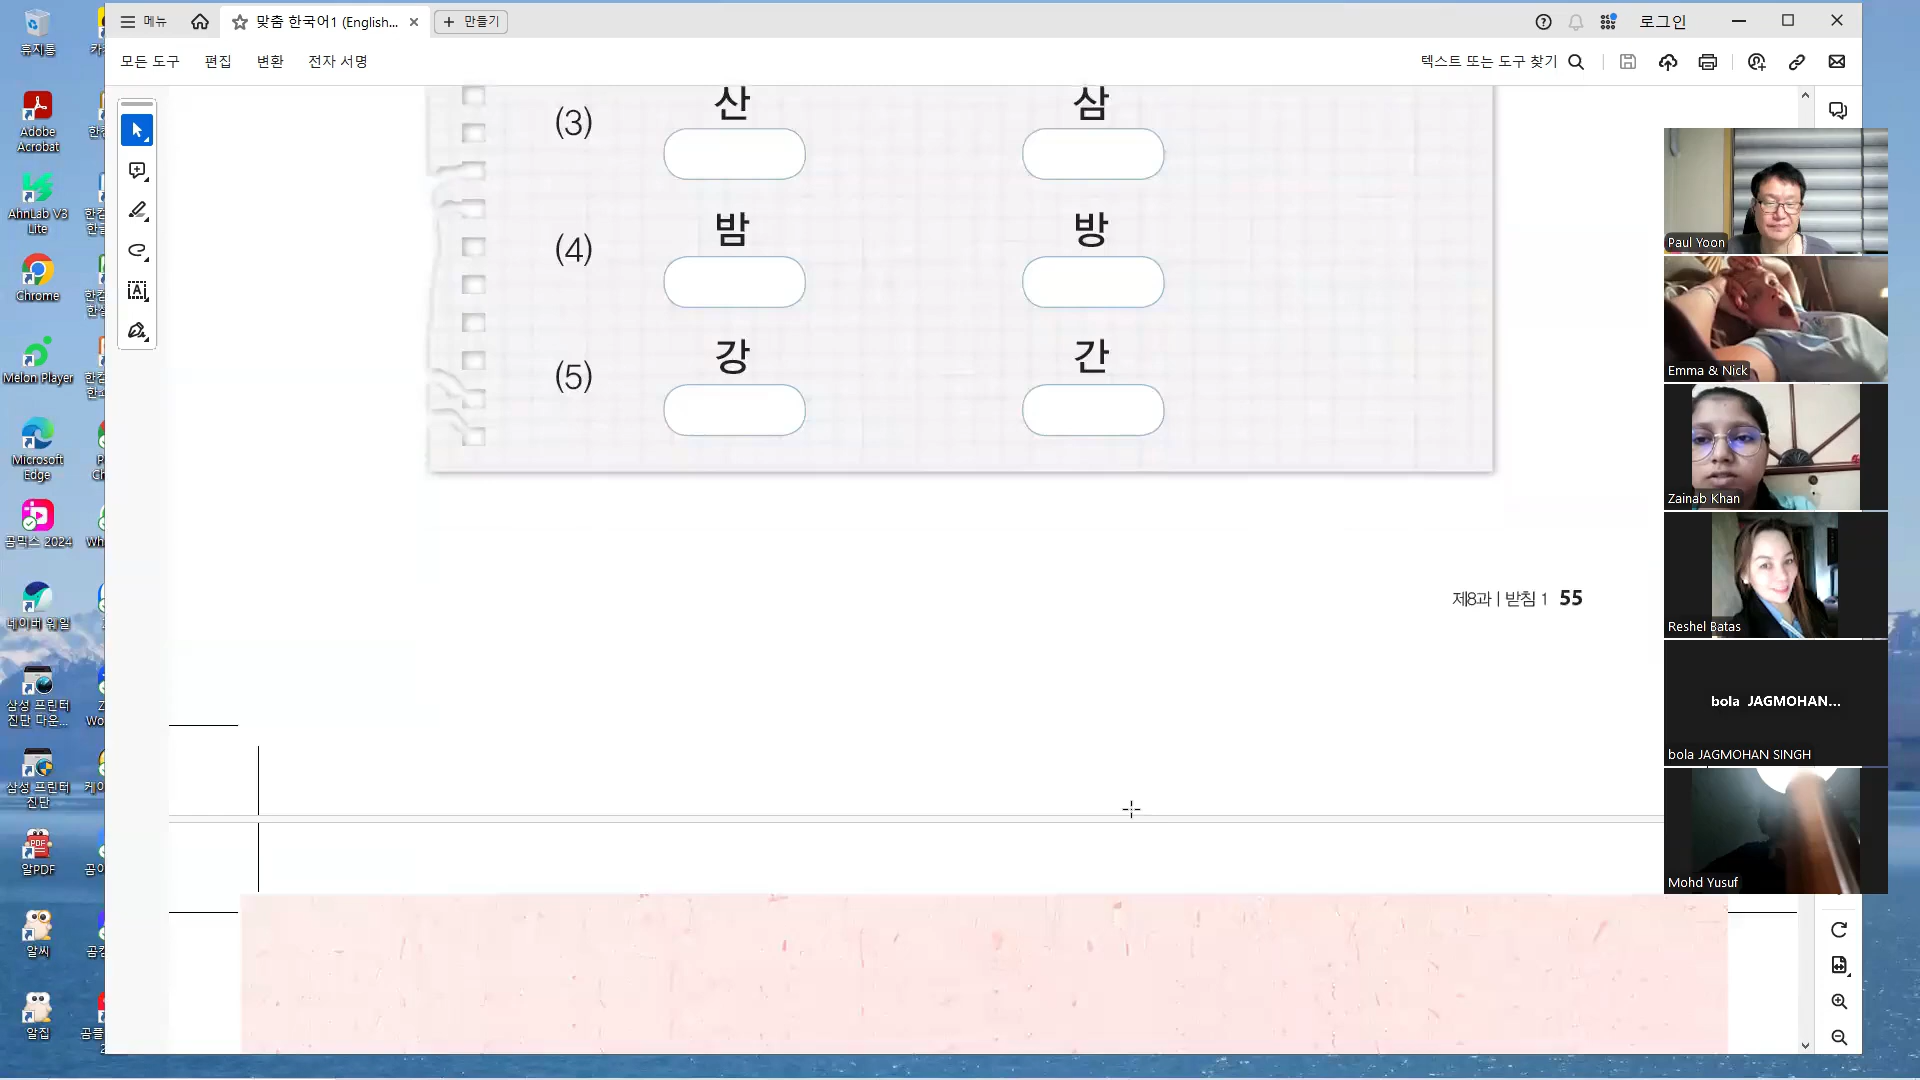 메뉴
맞춤 한국어1 (English...
만들기
로그인
모든 도구
편집
변환
전자 서명
텍스트 또는 도구 찾기
휴지통
Adobe
Acrobat
AhnLab V3
Lite
Chrome
Melon Player
Microsoft
Edge
곰믹스 2024
네이버 웨일
삼성 프린터
진단 다운...
삼성 프린터
진단
알PDF
알씨
알집
(3)
산
삼
(4)
밤
방
(5)
강
간
제8과 | 받침 1 55
Paul Yoon
Emma & Nick
Zainab Khan
Reshel Batas
bola JAGMOHAN...
bola JAGMOHAN SINGH
Mohd Yusuf